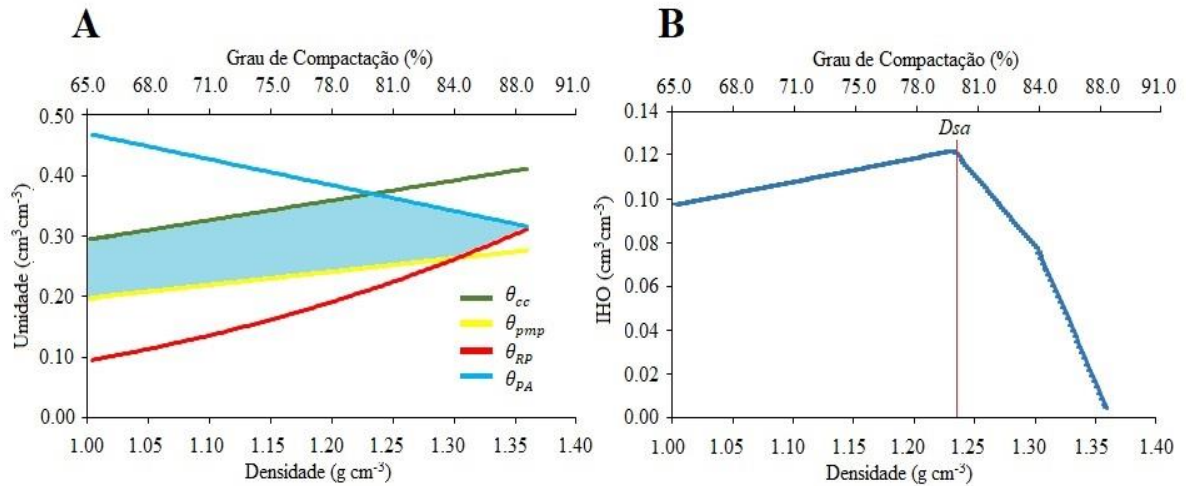 A
Grau de Compactação (%)
65.0 68.0 71.0 75.0 78.0 81.0 84.0 88.0 91.0
0.50
0.40
0.30
0.20
0.10
0.00
Umidade (cm³cm⁻³)
θcc
θpmp
θRP
θPA
1.00 1.05 1.10 1.15 1.20 1.25 1.30 1.35 1.40
Densidade (g cm⁻³)
B
Grau de Compactação (%)
65.0 68.0 71.0 75.0 78.0 81.0 84.0 88.0 91.0
Dsa
0.14
0.12
0.10
0.08
0.06
0.04
0.02
0.00
IHO (cm³cm⁻³)
1.00 1.05 1.10 1.15 1.20 1.25 1.30 1.35 1.40
Densidade (g cm⁻³)